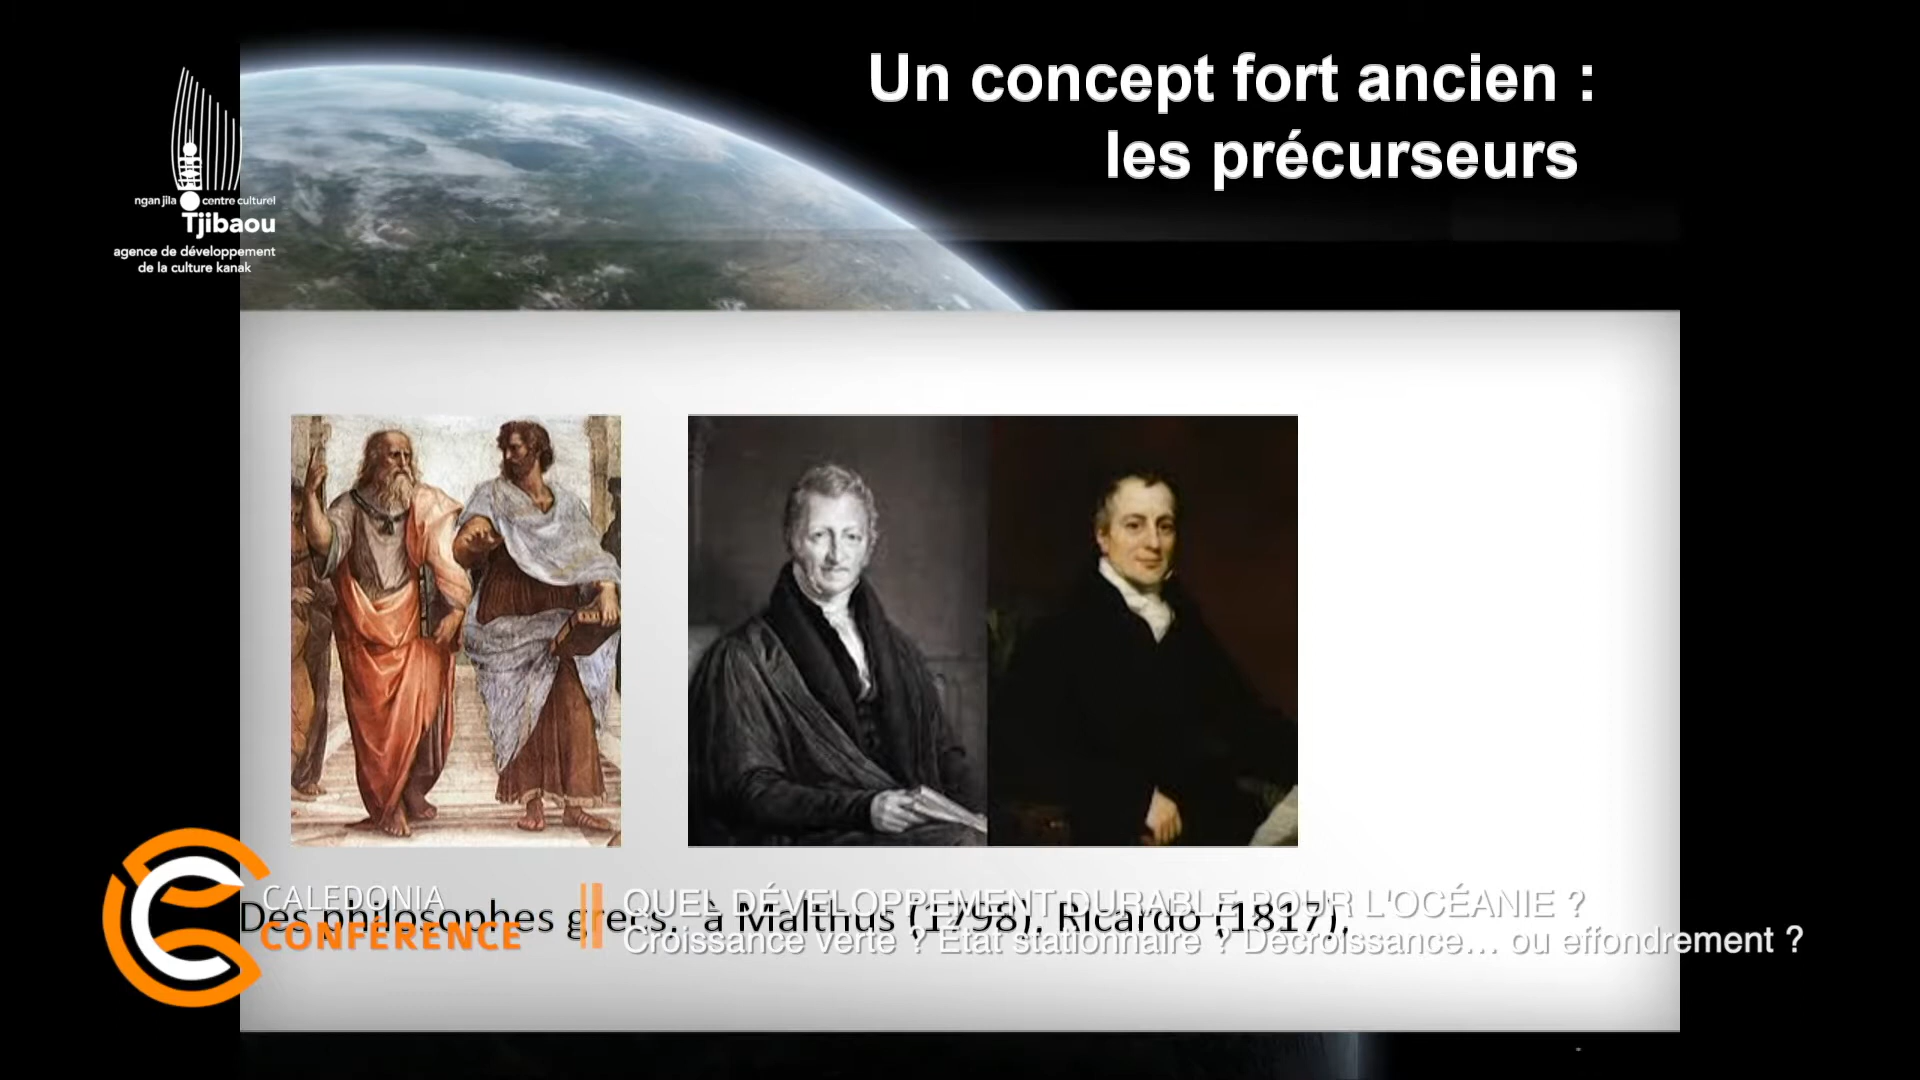 Un concept fort ancien :
les précurseurs
ngan jila centre culturel
Tjibaou
agence de développement
de la culture kanak
Des philosophes grecs, à Malthus (1798), Ricardo (1817),
CALEDONIA
CONFÉRENCE
QUEL DÉVELOPPEMENT DURABLE POUR L'OCÉANIE ?
Croissance verte ? État stationnaire ? Décroissance... ou effondrement ?